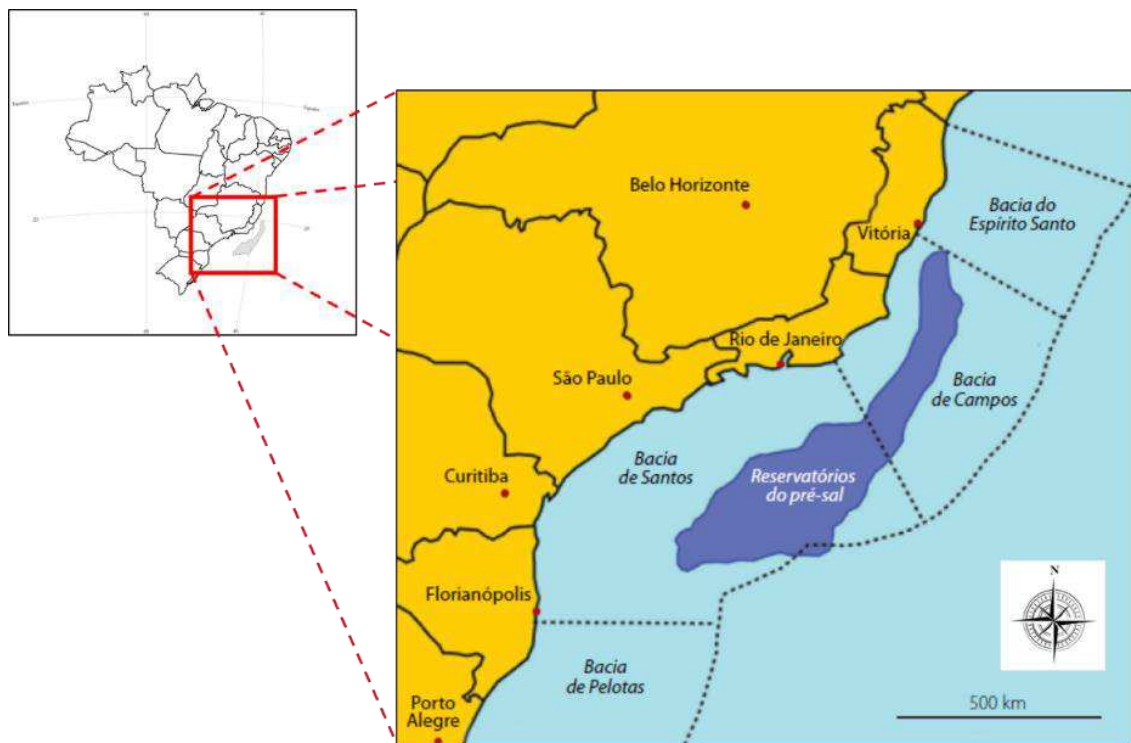 Belo Horizonte
Bacia do
Espírito Santo
Vitória
Rio de Janeiro
São Paulo
Bacia
de Campos
Bacia
de Santos
Reservatórios
do pré-sal
Curitiba
Florianópolis
N
Bacia
de Pelotas
Porto
Alegre
500 km